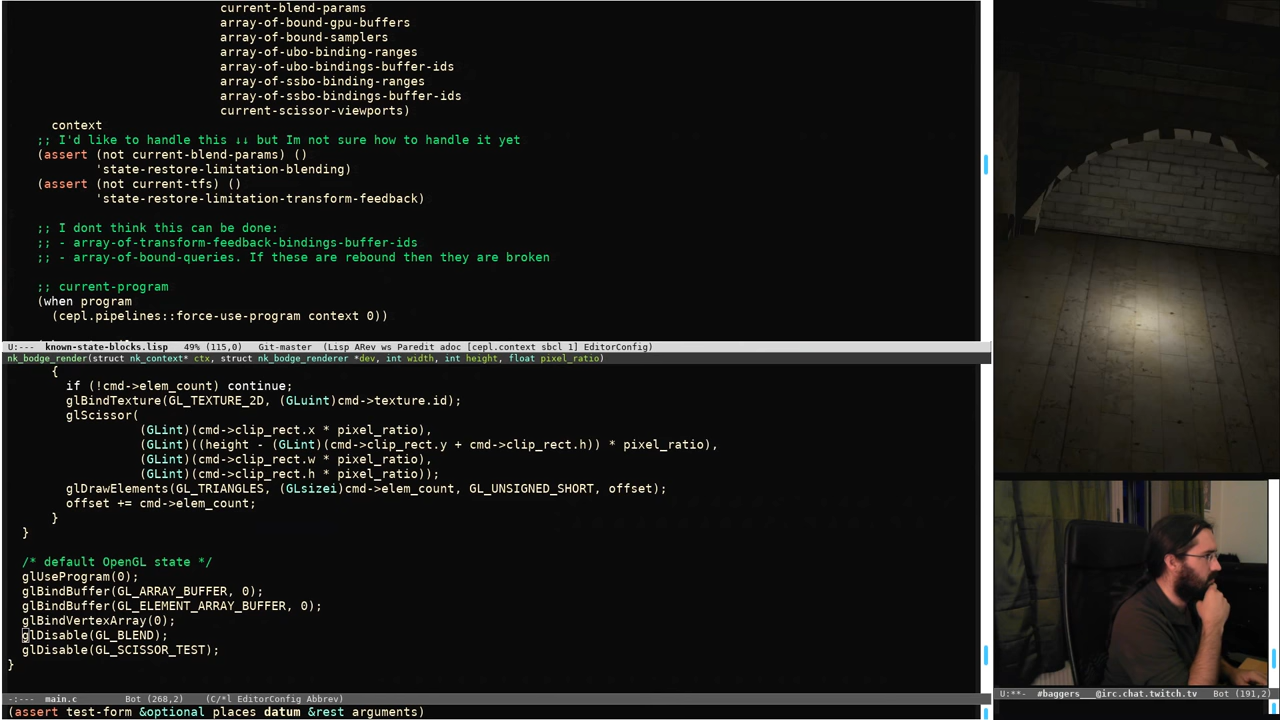 current-blend-params
array-of-bound-gpu-buffers
array-of-bound-samplers
array-of-ubo-binding-ranges
array-of-ubo-bindings-buffer-ids
array-of-ssbo-binding-ranges
array-of-ssbo-bindings-buffer-ids
current-scissor-viewports)
context
;; I'd like to handle this ↓↓ but Im not sure how to handle it yet
(assert (not current-blend-params) ()
'state-restore-limitation-blending)
(assert (not current-tfs) ()
'state-restore-limitation-transform-feedback)
;; I dont think this can be done:
;; - array-of-transform-feedback-bindings-buffer-ids
;; - array-of-bound-queries. If these are rebound then they are broken
;; current-program
(when program
(cepl.pipelines::force-use-program context 0))
U:--- known-state-blocks.lisp 49% (115,0) Git-master (Lisp ARev ws Paredit adoc [cepl.context sbcl 1] EditorConfig)
nk_bodge_render(struct nk_context* ctx, struct nk_bodge_renderer *dev, int width, int height, float pixel_ratio)
{
if (!cmd->elem_count) continue;
glBindTexture(GL_TEXTURE_2D, (GLuint)cmd->texture.id);
glScissor(
(GLint)(cmd->clip_rect.x * pixel_ratio),
(GLint)((height - (GLint)(cmd->clip_rect.y + cmd->clip_rect.h)) * pixel_ratio),
(GLint)(cmd->clip_rect.w * pixel_ratio),
(GLint)(cmd->clip_rect.h * pixel_ratio));
glDrawElements(GL_TRIANGLES, (GLsizei)cmd->elem_count, GL_UNSIGNED_SHORT, offset);
offset += cmd->elem_count;
}
}
/* default OpenGL state */
glUseProgram(0);
glBindBuffer(GL_ARRAY_BUFFER, 0);
glBindBuffer(GL_ELEMENT_ARRAY_BUFFER, 0);
glBindVertexArray(0);
glDisable(GL_BLEND);
glDisable(GL_SCISSOR_TEST);
}
-:--- main.c Bot (268,2) (C/*l EditorConfig Abbrev)
(assert test-form &optional places datum &rest arguments)
U:**- #baggers___@irc.chat.twitch.tv Bot (191,2)